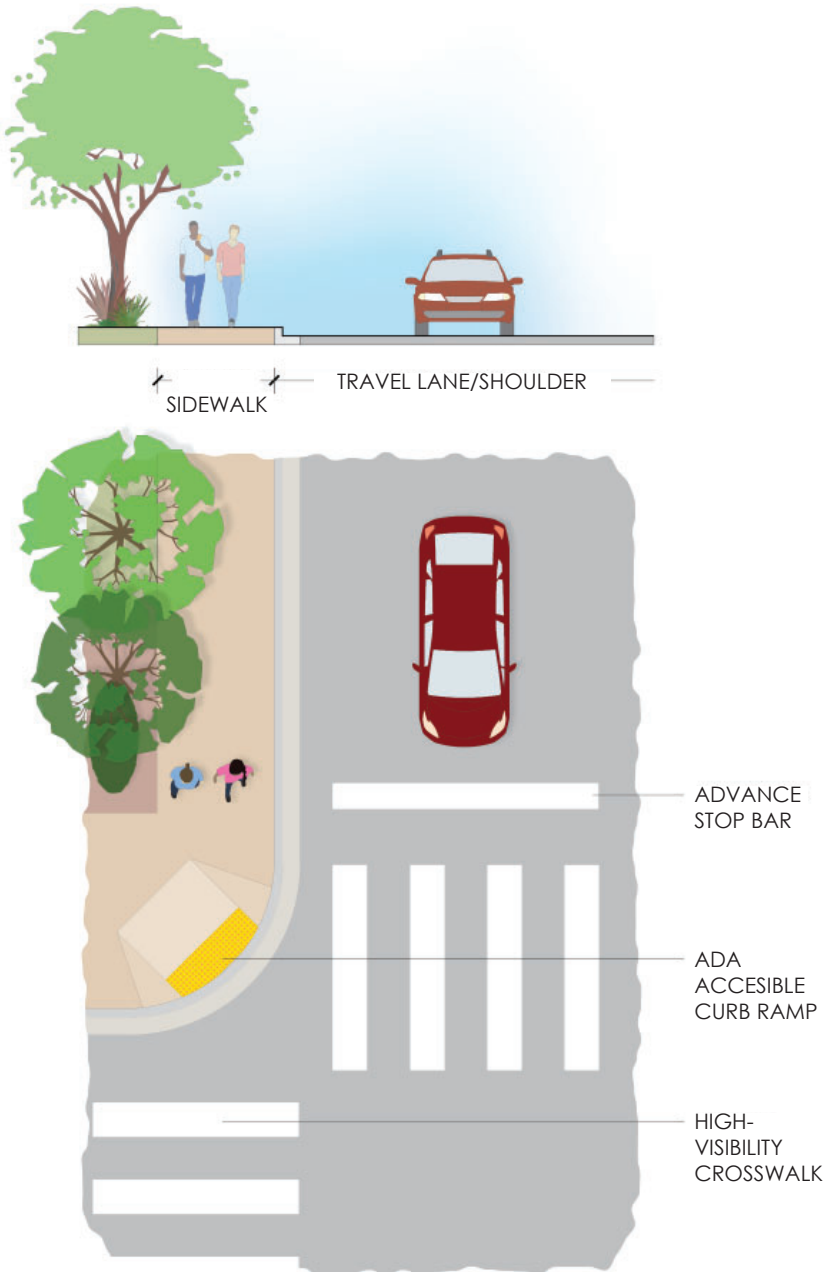 TRAVEL LANE/SHOULDER
SIDEWALK
ADVANCE
STOP BAR
ADA
ACCESIBLE
CURB RAMP
HIGH-
VISIBILITY
CROSSWALK